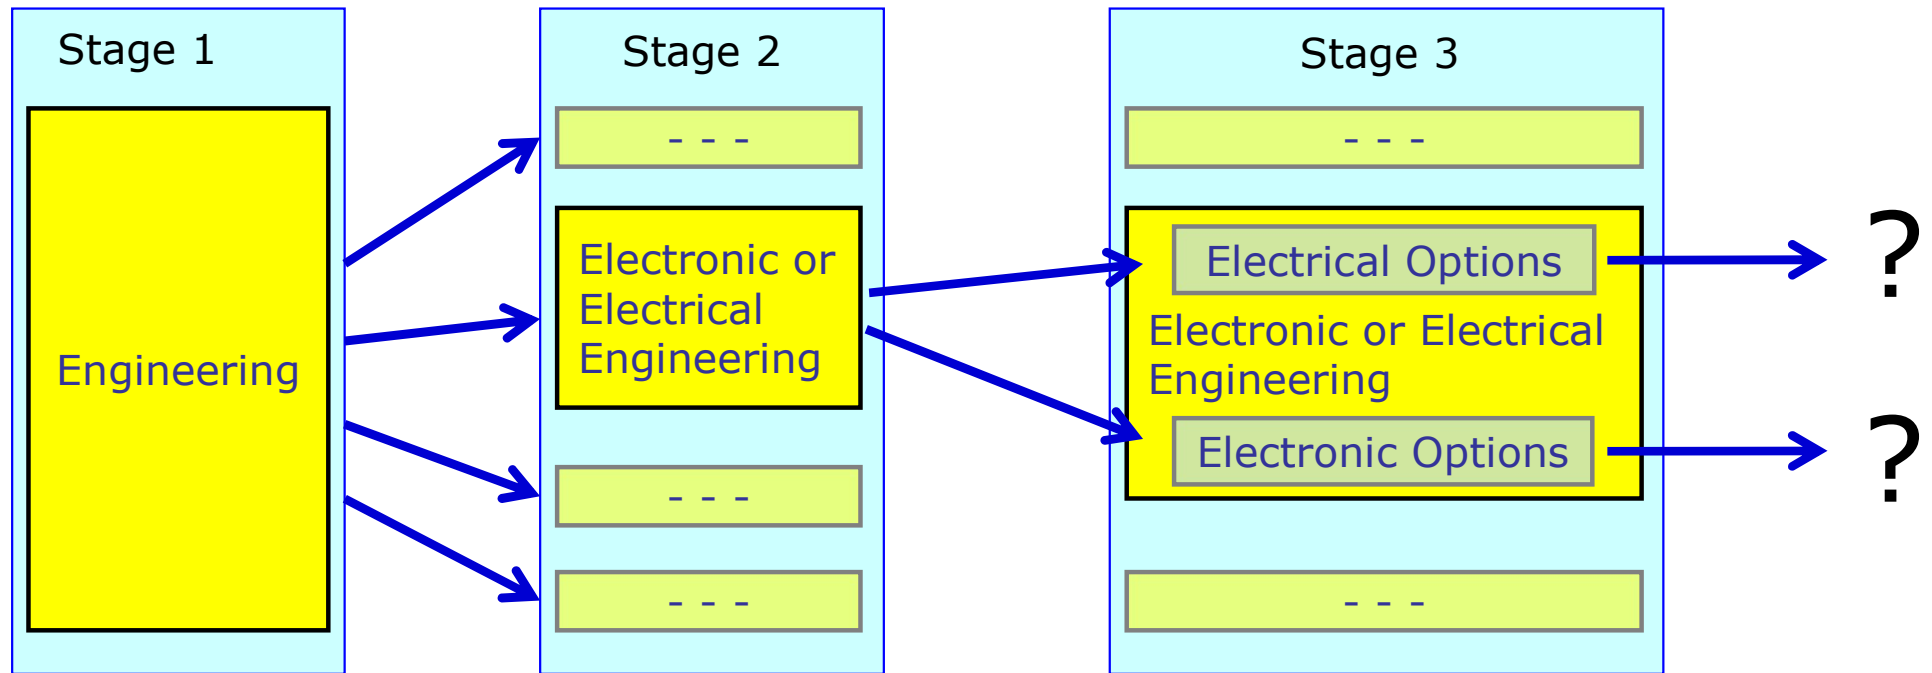 Stage 1
Engineering
Stage 2
- - -
Electronic or
Electrical
Engineering
- - -
- - -
Stage 3
- - -
Electrical Options
Electronic or Electrical
Engineering
Electronic Options
- - -
?
?